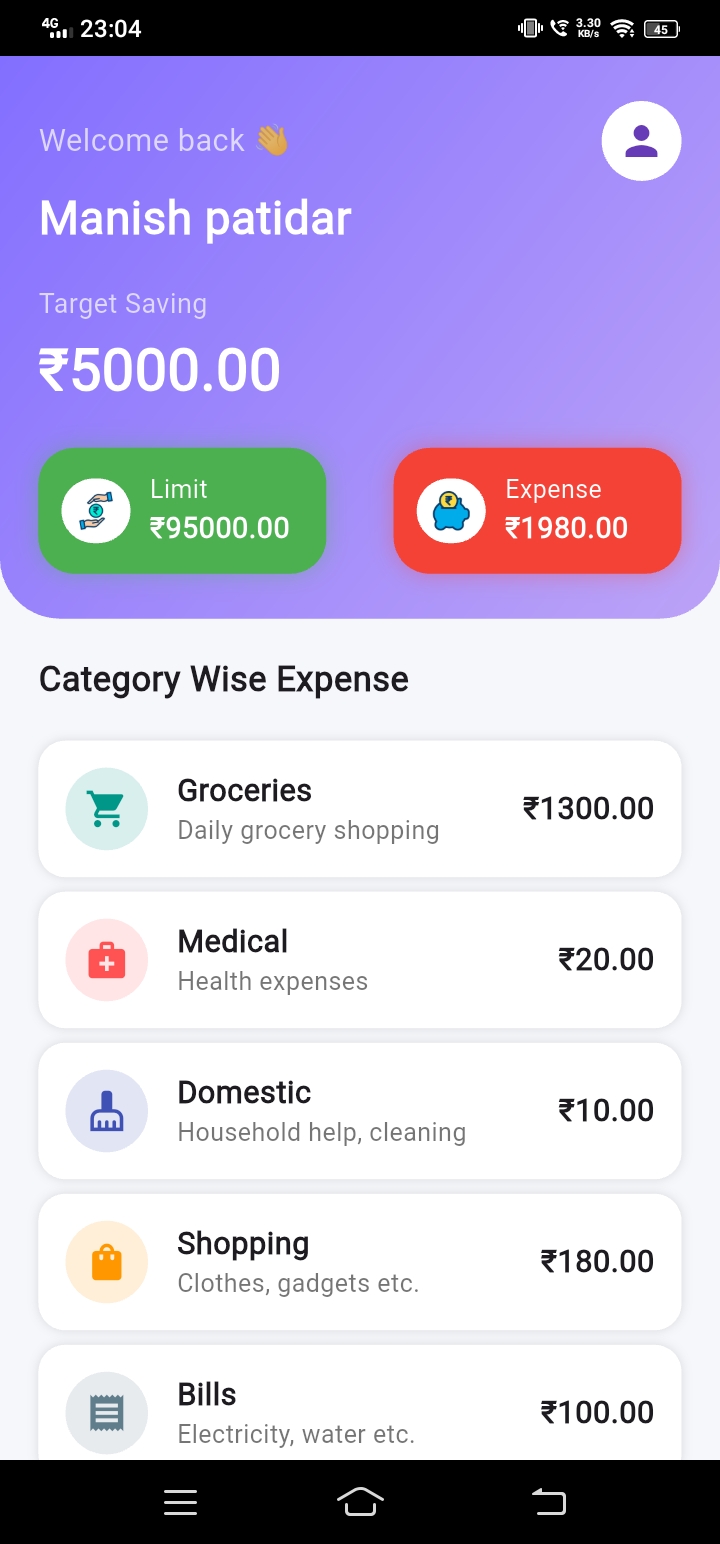 4G 23:04 3.30 KB/s 45
Welcome back 👋
Manish patidar
Target Saving
₹5000.00
Limit
₹95000.00
Expense
₹1980.00
Category Wise Expense
Groceries
Daily grocery shopping
₹1300.00
Medical
Health expenses
₹20.00
Domestic
Household help, cleaning
₹10.00
Shopping
Clothes, gadgets etc.
₹180.00
Bills
Electricity, water etc.
₹100.00